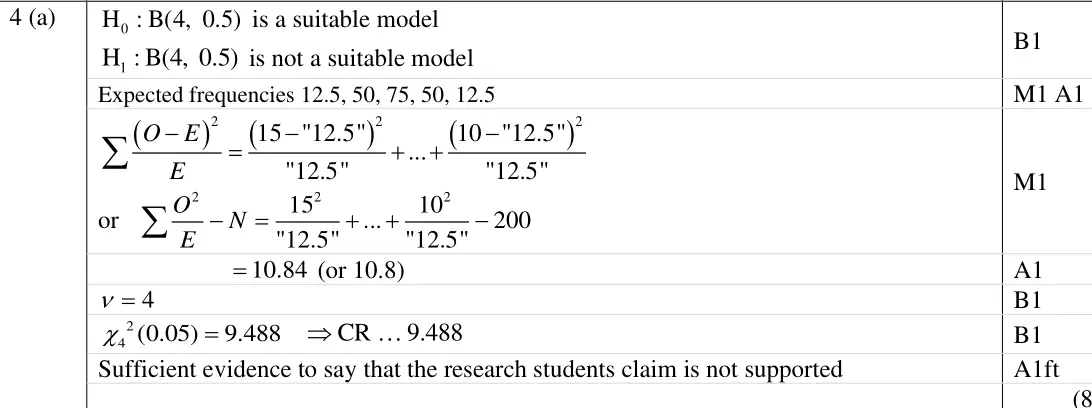 4 (a)
H₀ : B(4, 0.5) is a suitable model
H₁ : B(4, 0.5) is not a suitable model
B1
Expected frequencies 12.5, 50, 75, 50, 12.5 M1 A1
∑ (O − E)² / E = (15 − "12.5")² / "12.5" + ... + (10 − "12.5")² / "12.5"
M1
or ∑ O² / E − N = 15² / "12.5" + ... + 10² / "12.5" − 200
= 10.84 (or 10.8) A1
ν = 4 B1
χ₄² (0.05) = 9.488 ⇒ CR … 9.488 B1
Sufficient evidence to say that the research students claim is not supported A1ft
(8